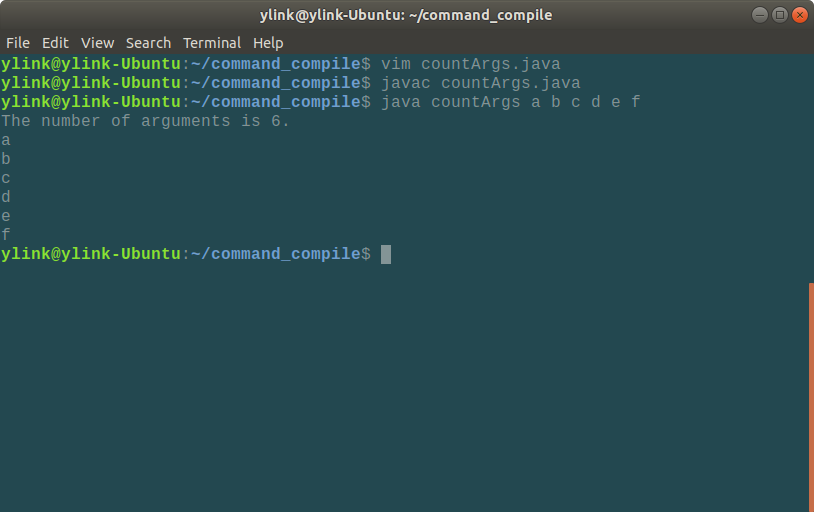 ylink@ylink-Ubuntu: ~/command_compile
File Edit View Search Terminal Help
ylink@ylink-Ubuntu:~/command_compile$ vim countArgs.java
ylink@ylink-Ubuntu:~/command_compile$ javac countArgs.java
ylink@ylink-Ubuntu:~/command_compile$ java countArgs a b c d e f
The number of arguments is 6.
a
b
c
d
e
f
ylink@ylink-Ubuntu:~/command_compile$